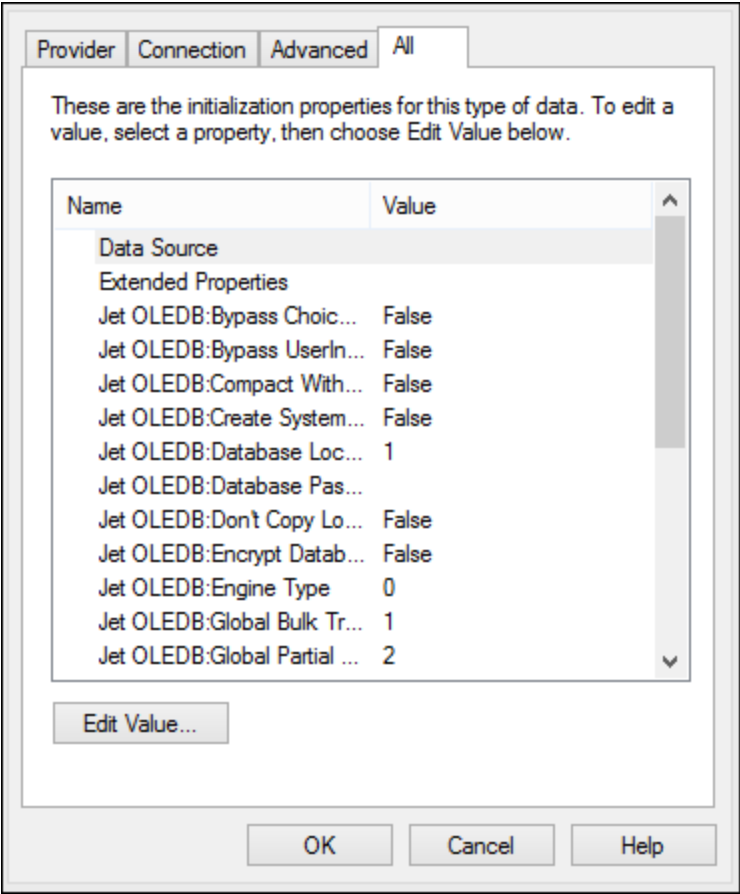 Provider Connection Advanced All
These are the initialization properties for this type of data. To edit a
value, select a property, then choose Edit Value below.
Name Value
Data Source
Extended Properties
Jet OLEDB:Bypass Choic... False
Jet OLEDB:Bypass UserIn... False
Jet OLEDB:Compact With... False
Jet OLEDB:Create System... False
Jet OLEDB:Database Loc... 1
Jet OLEDB:Database Pas...
Jet OLEDB:Don't Copy Lo... False
Jet OLEDB:Encrypt Datab... False
Jet OLEDB:Engine Type 0
Jet OLEDB:Global Bulk Tr... 1
Jet OLEDB:Global Partial ... 2
Edit Value...
OK Cancel Help